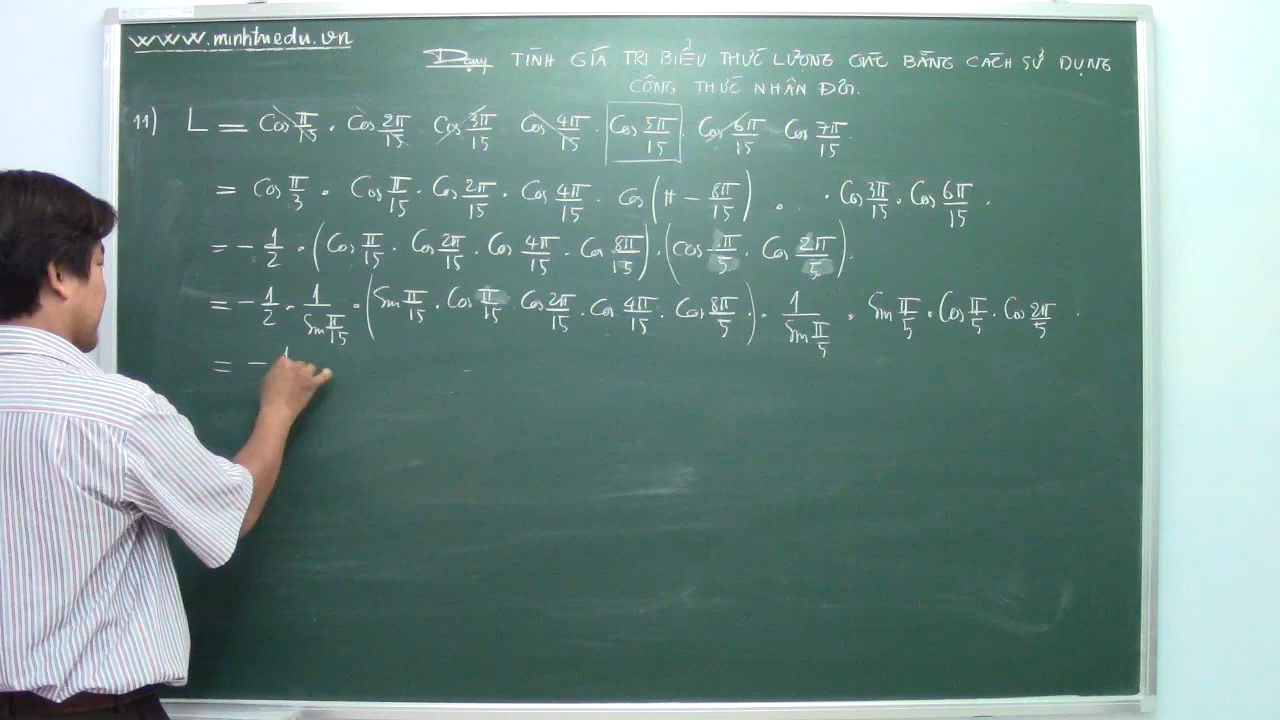 www.minhtuedu.vn
Dạng TÍNH GIÁ TRỊ BIỂU THỨC LƯỢNG GIÁC BẰNG CÁCH SỬ DỤNG
CÔNG THỨC NHÂN ĐÔI.
11) L = Cos π/15 . Cos 2π/15 Cos 3π/15 . Cos 4π/15 . Cos 5π/15 . Cos 6π/15 Cos 7π/15 .
= Cos π/3 . Cos π/15 . Cos 2π/15 . Cos 4π/15 . Cos (π - 8π/15) . . Cos 3π/15 . Cos 6π/15 .
= - 1/2 . (Cos π/15 . Cos 2π/15 . Cos 4π/15 . Cos 8π/15) . (Cos π/5 . Cos 2π/5) .
= - 1/2 . 1/Sin π/15 . (Sin π/15 . Cos π/15 Cos 2π/15 . Cos 4π/15 . Cos 8π/5) . 1/Sin π/5 . Sin π/5 . Cos π/5 . Cos 2π/5 .
= - 1